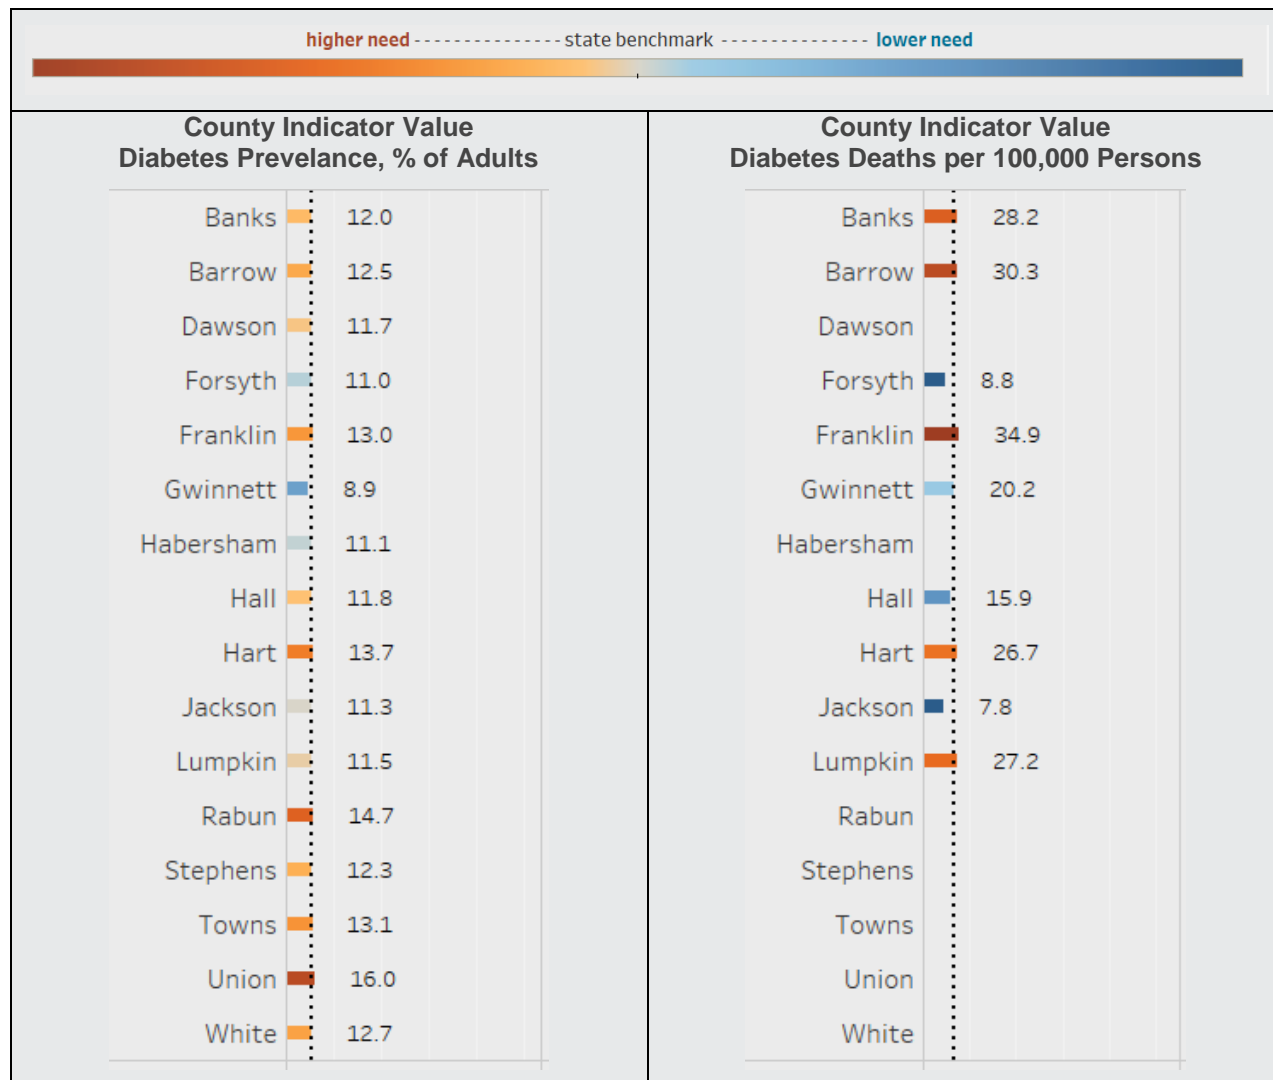 higher need - - - - - - - - - - - - - - - state benchmark - - - - - - - - - - - - - - - lower need
County Indicator Value
Diabetes Prevelance, % of Adults
Banks 12.0
Barrow 12.5
Dawson 11.7
Forsyth 11.0
Franklin 13.0
Gwinnett 8.9
Habersham 11.1
Hall 11.8
Hart 13.7
Jackson 11.3
Lumpkin 11.5
Rabun 14.7
Stephens 12.3
Towns 13.1
Union 16.0
White 12.7
County Indicator Value
Diabetes Deaths per 100,000 Persons
Banks 28.2
Barrow 30.3
Dawson
Forsyth 8.8
Franklin 34.9
Gwinnett 20.2
Habersham
Hall 15.9
Hart 26.7
Jackson 7.8
Lumpkin 27.2
Rabun
Stephens
Towns
Union
White